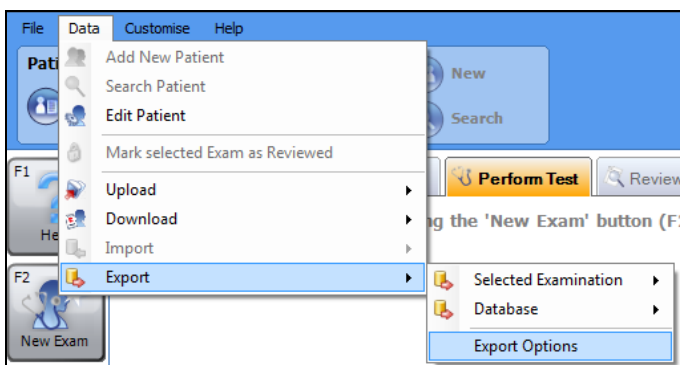 File Data Customise Help
Pati
Add New Patient
Search Patient
Edit Patient
Mark selected Exam as Reviewed
Upload
Download
Import
Export
New
Search
F1
He
Perform Test
Review
ng the 'New Exam' button (F
F2
New Exam
Selected Examination
Database
Export Options